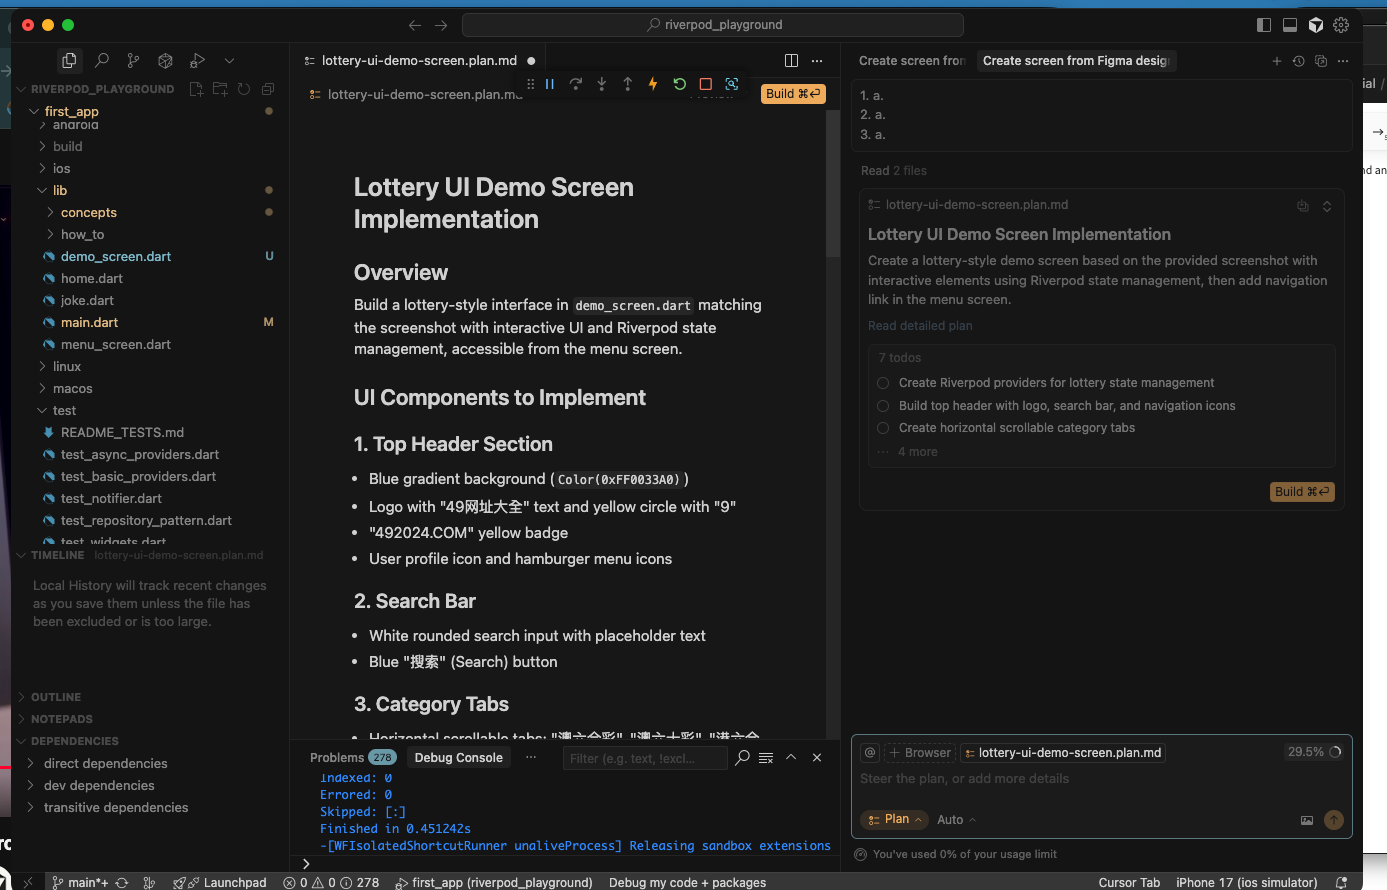 riverpod_playground
RIVERPOD_PLAYGROUND
first_app
android
build
ios
lib
concepts
how_to
demo_screen.dart U
home.dart
joke.dart
main.dart M
menu_screen.dart
linux
macos
test
README_TESTS.md
test_async_providers.dart
test_basic_providers.dart
test_notifier.dart
test_repository_pattern.dart
test_widgets.dart
TIMELINE lottery-ui-demo-screen.plan.md
Local History will track recent changes
as you save them unless the file has
been excluded or is too large.
OUTLINE
NOTEPADS
DEPENDENCIES
direct dependencies
dev dependencies
transitive dependencies
lottery-ui-demo-screen.plan.md
lottery-ui-demo-screen.plan.md
Build ⌘↩
Lottery UI Demo Screen
Implementation
Overview
Build a lottery-style interface in demo_screen.dart matching
the screenshot with interactive UI and Riverpod state
management, accessible from the menu screen.
UI Components to Implement
1. Top Header Section
• Blue gradient background (Color(0xFF0033A0))
• Logo with "49网址大全" text and yellow circle with "9"
• "492024.COM" yellow badge
• User profile icon and hamburger menu icons
2. Search Bar
• White rounded search input with placeholder text
• Blue "搜索" (Search) button
3. Category Tabs
• Horizontal scrollable tabs: "澳六合彩", "澳六十彩", "港六合
Problems 278 Debug Console ···
Filter (e.g. text, !excl...
Indexed: 0
Errored: 0
Skipped: [:]
Finished in 0.451242s
-[WFIsolatedShortcutRunner unaliveProcess] Releasing sandbox extensions
>
Create screen from
Create screen from Figma desig
1. a.
2. a.
3. a.
Read 2 files
lottery-ui-demo-screen.plan.md
Lottery UI Demo Screen Implementation
Create a lottery-style demo screen based on the provided screenshot with
interactive elements using Riverpod state management, then add navigation
link in the menu screen.
Read detailed plan
7 todos
Create Riverpod providers for lottery state management
Build top header with logo, search bar, and navigation icons
Create horizontal scrollable category tabs
··· 4 more
Build ⌘↩
@ + Browser lottery-ui-demo-screen.plan.md 29.5%
Steer the plan, or add more details
Plan Auto
You've used 0% of your usage limit
main*+ Launchpad 0 0 278 first_app (riverpod_playground) Debug my code + packages Cursor Tab iPhone 17 (ios simulator)
ial /
nd an